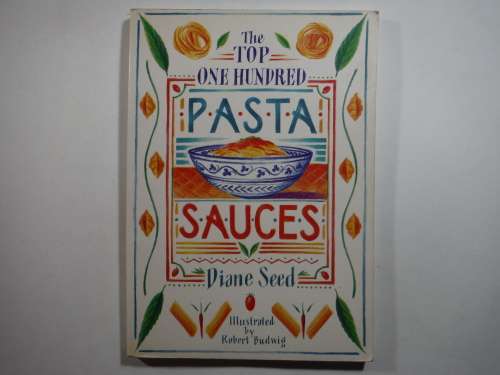 The
TOP
ONE HUNDRED
PASTA
SAUCES
Diane Seed
Illustrated
by
Robert Budwig